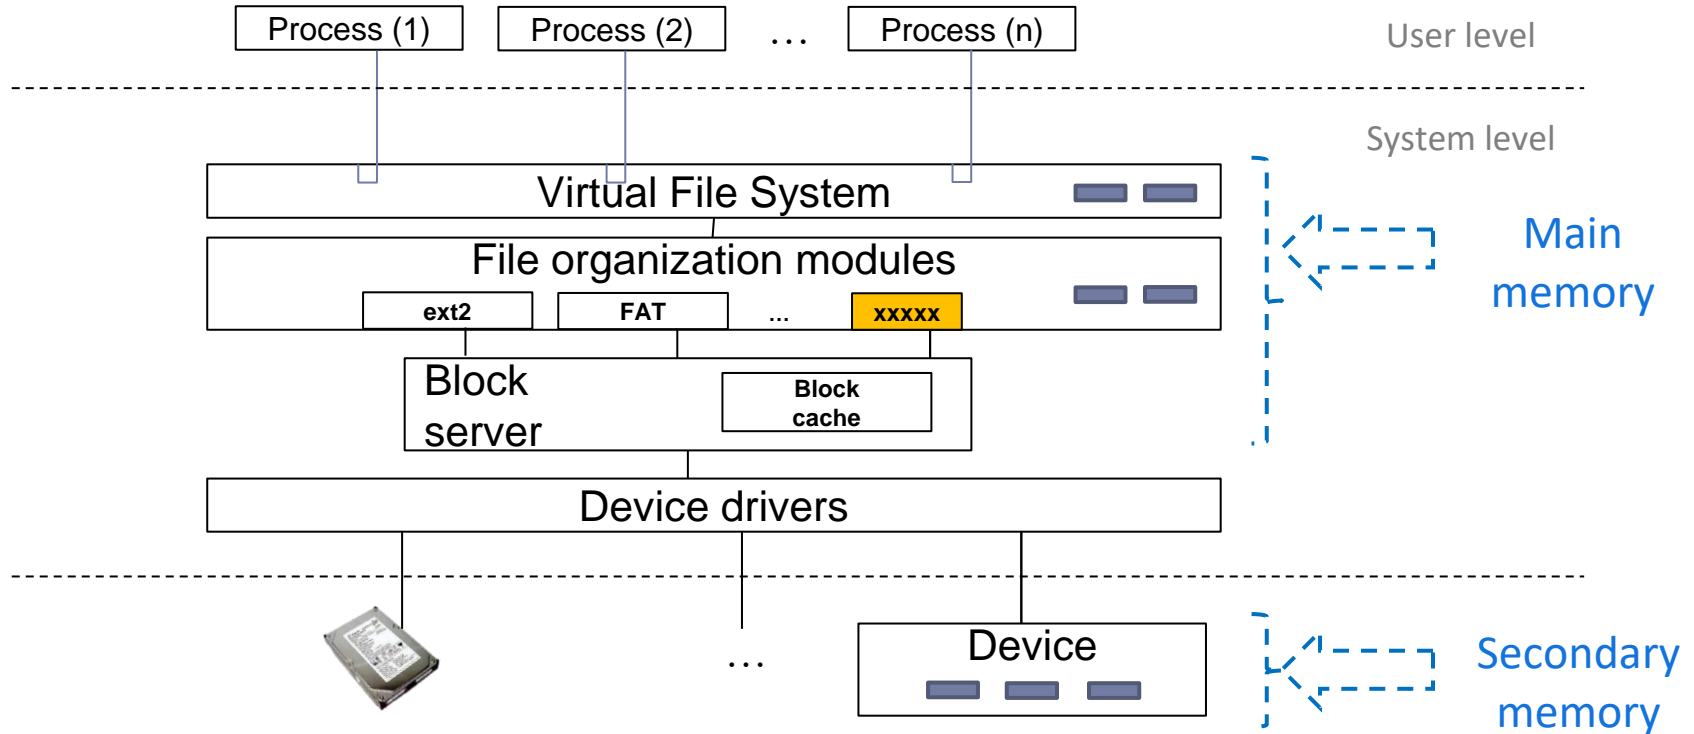 Process (1)
Process (2)
...
Process (n)
User level
System level
Virtual File System
File organization modules
ext2
FAT
...
xxxxx
Main
memory
Block
server
Block
cache
Device drivers
...
Device
Secondary
memory